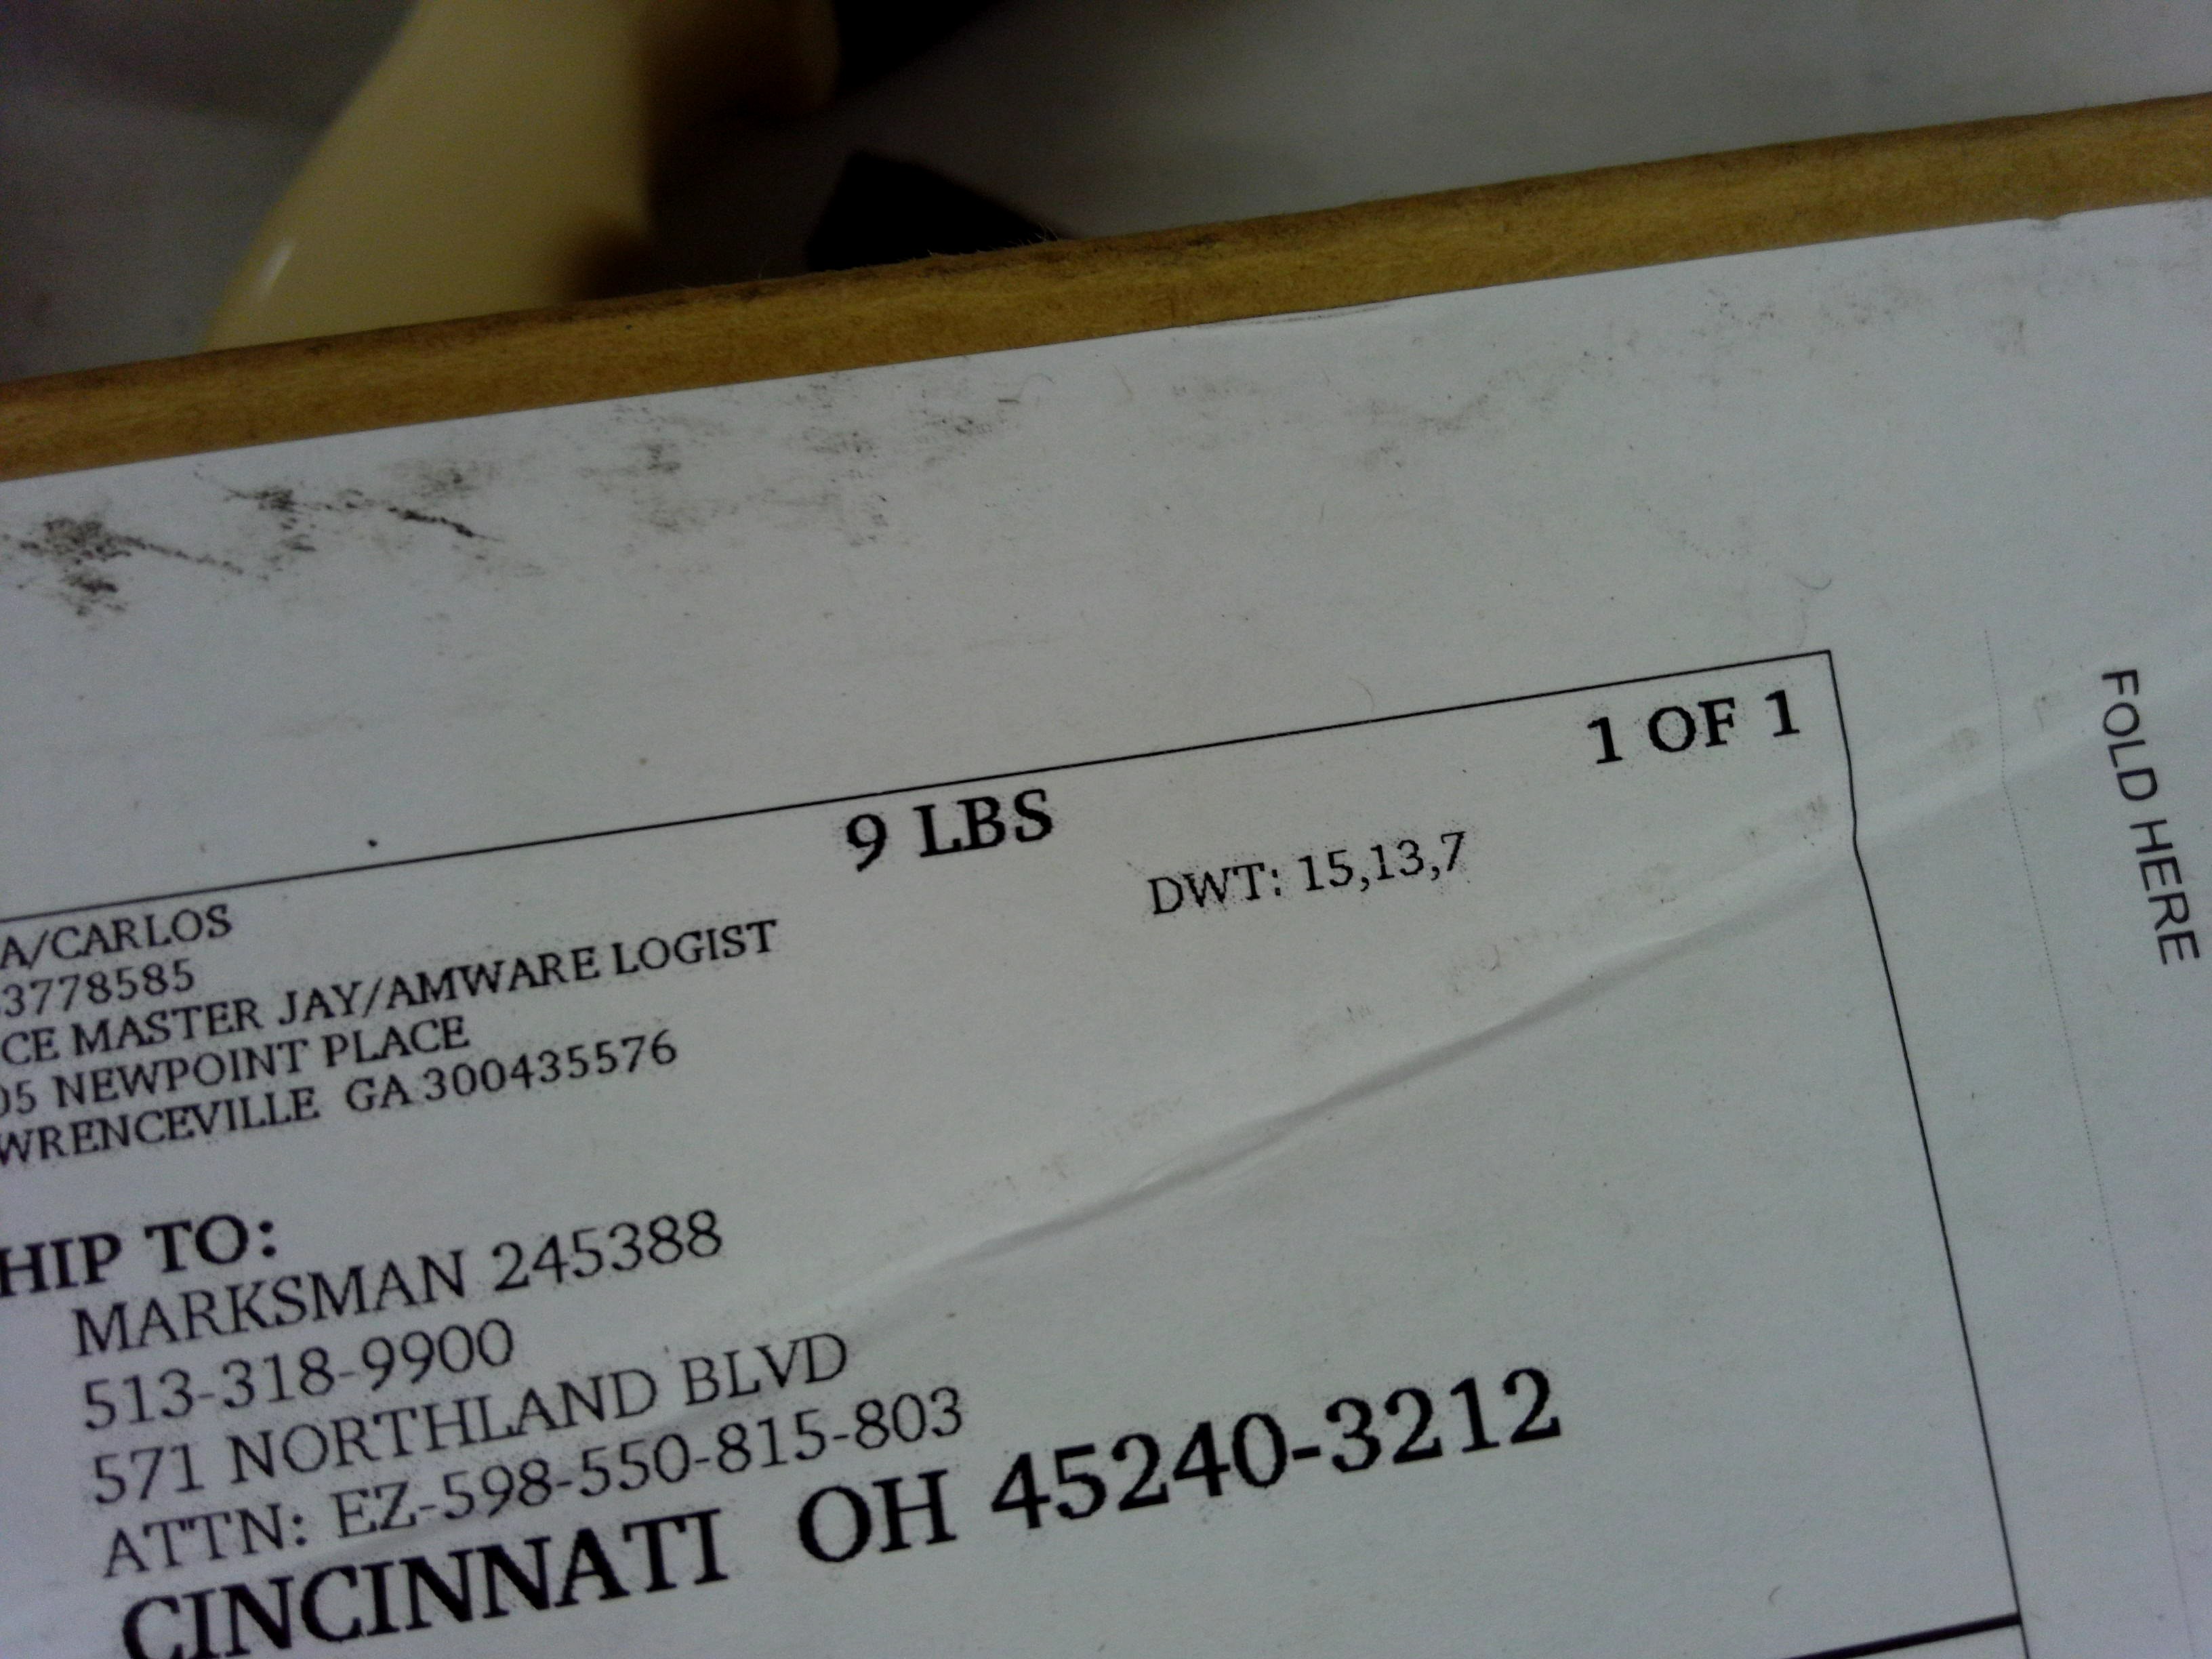 1 OF 1
9 LBS
DWT: 15,13,7
A/CARLOS
3778585
CE MASTER JAY/AMWARE LOGIST
05 NEWPOINT PLACE
WRENCEVILLE GA 300435576
HIP TO:
MARKSMAN 245388
513-318-9900
571 NORTHLAND BLVD
ATTN: EZ-598-550-815-803
CINCINNATI OH 45240-3212
FOLD HERE